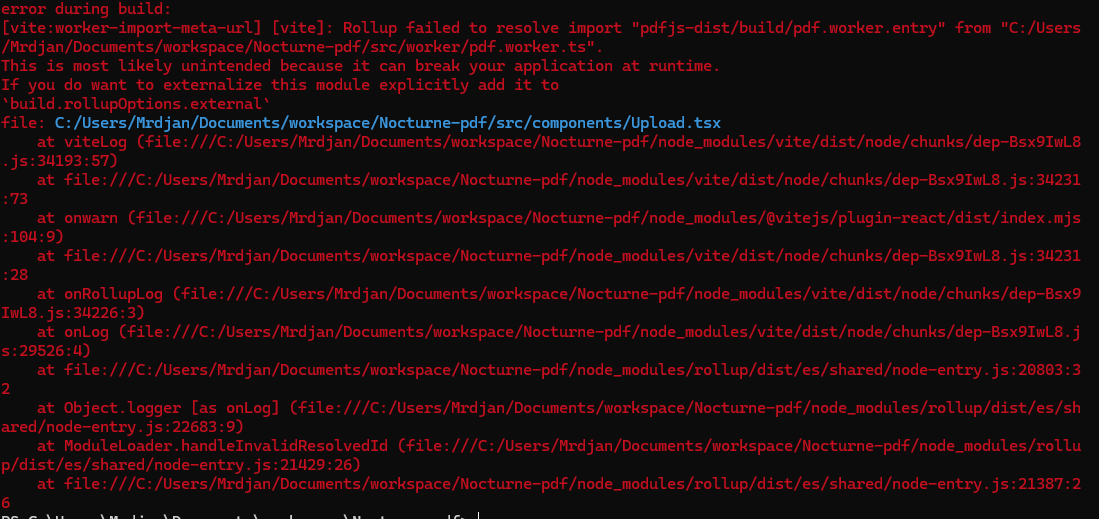 error during build:
[vite:worker-import-meta-url] [vite]: Rollup failed to resolve import "pdfjs-dist/build/pdf.worker.entry" from "C:/Users
/Mrdjan/Documents/workspace/Nocturne-pdf/src/worker/pdf.worker.ts".
This is most likely unintended because it can break your application at runtime.
If you do want to externalize this module explicitly add it to
`build.rollupOptions.external`
file: C:/Users/Mrdjan/Documents/workspace/Nocturne-pdf/src/components/Upload.tsx
    at viteLog (file:///C:/Users/Mrdjan/Documents/workspace/Nocturne-pdf/node_modules/vite/dist/node/chunks/dep-Bsx9IwL8
.js:34193:57)
    at file:///C:/Users/Mrdjan/Documents/workspace/Nocturne-pdf/node_modules/vite/dist/node/chunks/dep-Bsx9IwL8.js:34231
:73
    at onwarn (file:///C:/Users/Mrdjan/Documents/workspace/Nocturne-pdf/node_modules/@vitejs/plugin-react/dist/index.mjs
:104:9)
    at file:///C:/Users/Mrdjan/Documents/workspace/Nocturne-pdf/node_modules/vite/dist/node/chunks/dep-Bsx9IwL8.js:34231
:28
    at onRollupLog (file:///C:/Users/Mrdjan/Documents/workspace/Nocturne-pdf/node_modules/vite/dist/node/chunks/dep-Bsx9
IwL8.js:34226:3)
    at onLog (file:///C:/Users/Mrdjan/Documents/workspace/Nocturne-pdf/node_modules/vite/dist/node/chunks/dep-Bsx9IwL8.j
s:29526:4)
    at file:///C:/Users/Mrdjan/Documents/workspace/Nocturne-pdf/node_modules/rollup/dist/es/shared/node-entry.js:20803:3
2
    at Object.logger [as onLog] (file:///C:/Users/Mrdjan/Documents/workspace/Nocturne-pdf/node_modules/rollup/dist/es/sh
ared/node-entry.js:22683:9)
    at ModuleLoader.handleInvalidResolvedId (file:///C:/Users/Mrdjan/Documents/workspace/Nocturne-pdf/node_modules/rollu
p/dist/es/shared/node-entry.js:21429:26)
    at file:///C:/Users/Mrdjan/Documents/workspace/Nocturne-pdf/node_modules/rollup/dist/es/shared/node-entry.js:21387:2
6